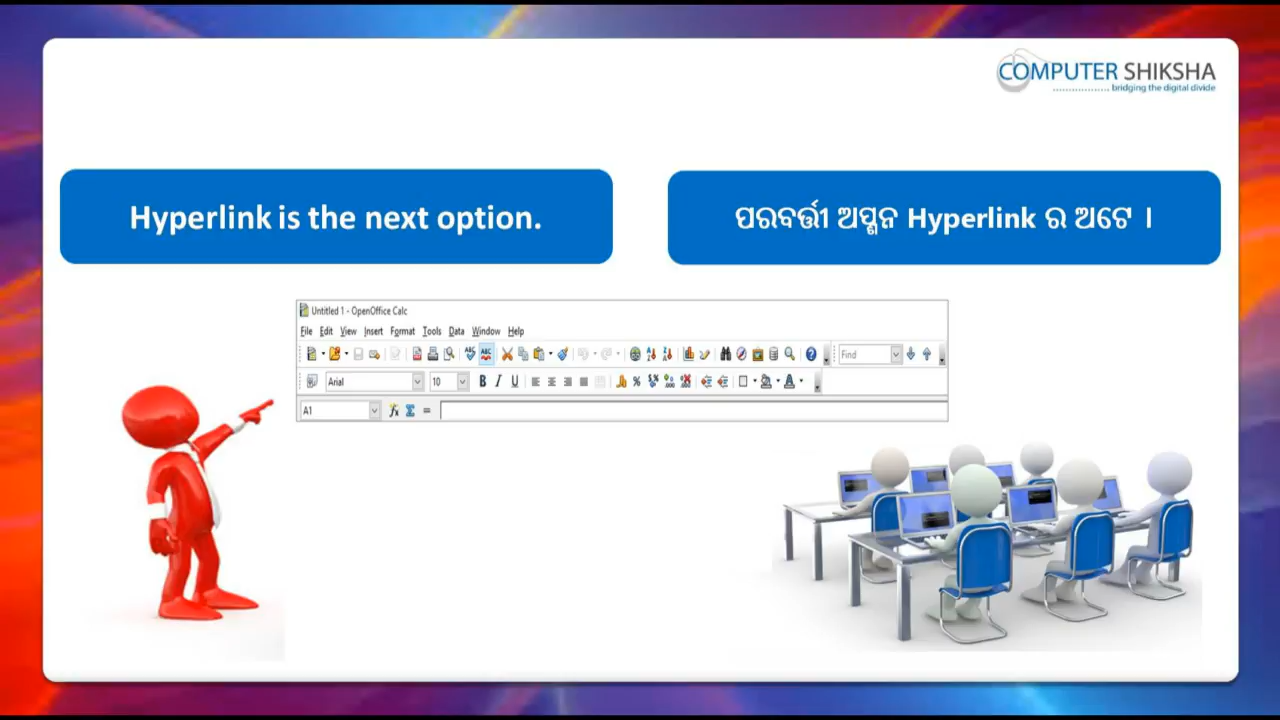 COMPUTER SHIKSHA
bridging the digital divide
Hyperlink is the next option.
ପରବର୍ତ୍ତୀ ଅପ୍ଶନ Hyperlink ର ଅଟେ ।
Untitled 1 - OpenOffice Calc
File Edit View Insert Format Tools Data Window Help
Find
Arial 10 B I U
A1